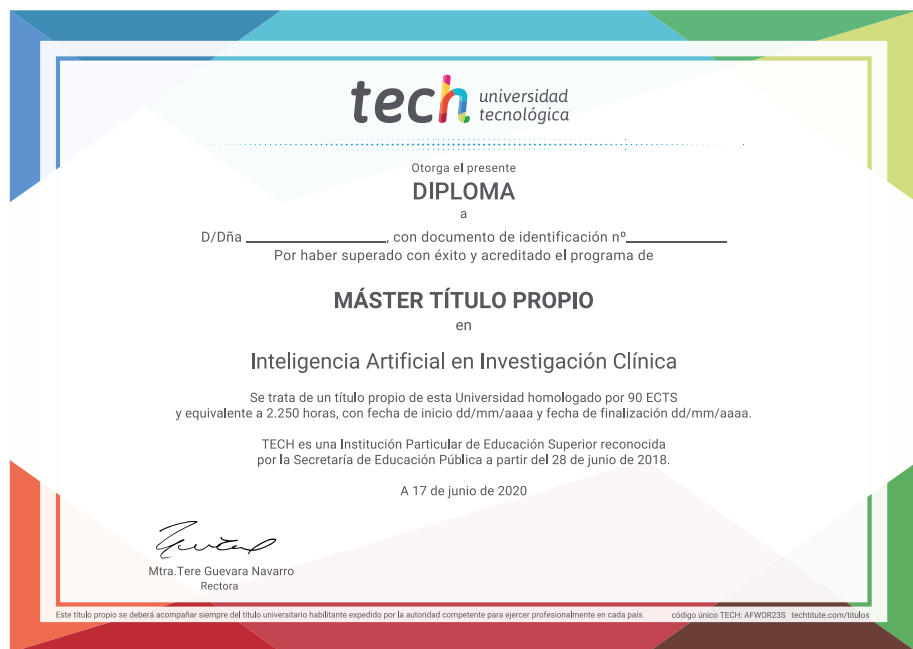 tech universidad
tecnológica
Otorga el presente
DIPLOMA
a
D/Dña ______________, con documento de identificación nº__________
Por haber superado con éxito y acreditado el programa de
MÁSTER TÍTULO PROPIO
en
Inteligencia Artificial en Investigación Clínica
Se trata de un título propio de esta Universidad homologado por 90 ECTS
y equivalente a 2.250 horas, con fecha de inicio dd/mm/aaaa y fecha de finalización dd/mm/aaaa.
TECH es una Institución Particular de Educación Superior reconocida
por la Secretaría de Educación Pública a partir del 28 de junio de 2018.
A 17 de junio de 2020
Mtra.Tere Guevara Navarro
Rectora
Este título propio se deberá acompañar siempre del título universitario habilitante expedido por la autoridad competente para ejercer profesionalmente en cada país. código único TECH: AFWOR23S techtitute.com/titulos